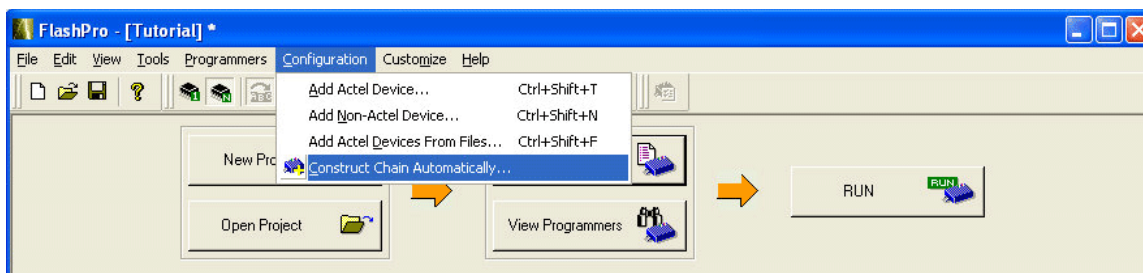 FlashPro - [Tutorial] *
File Edit View Tools Programmers Configuration Customize Help
Add Actel Device... Ctrl+Shift+T
Add Non-Actel Device... Ctrl+Shift+N
Add Actel Devices From Files... Ctrl+Shift+F
New Pro
Construct Chain Automatically...
RUN
RUN
Open Project
View Programmers